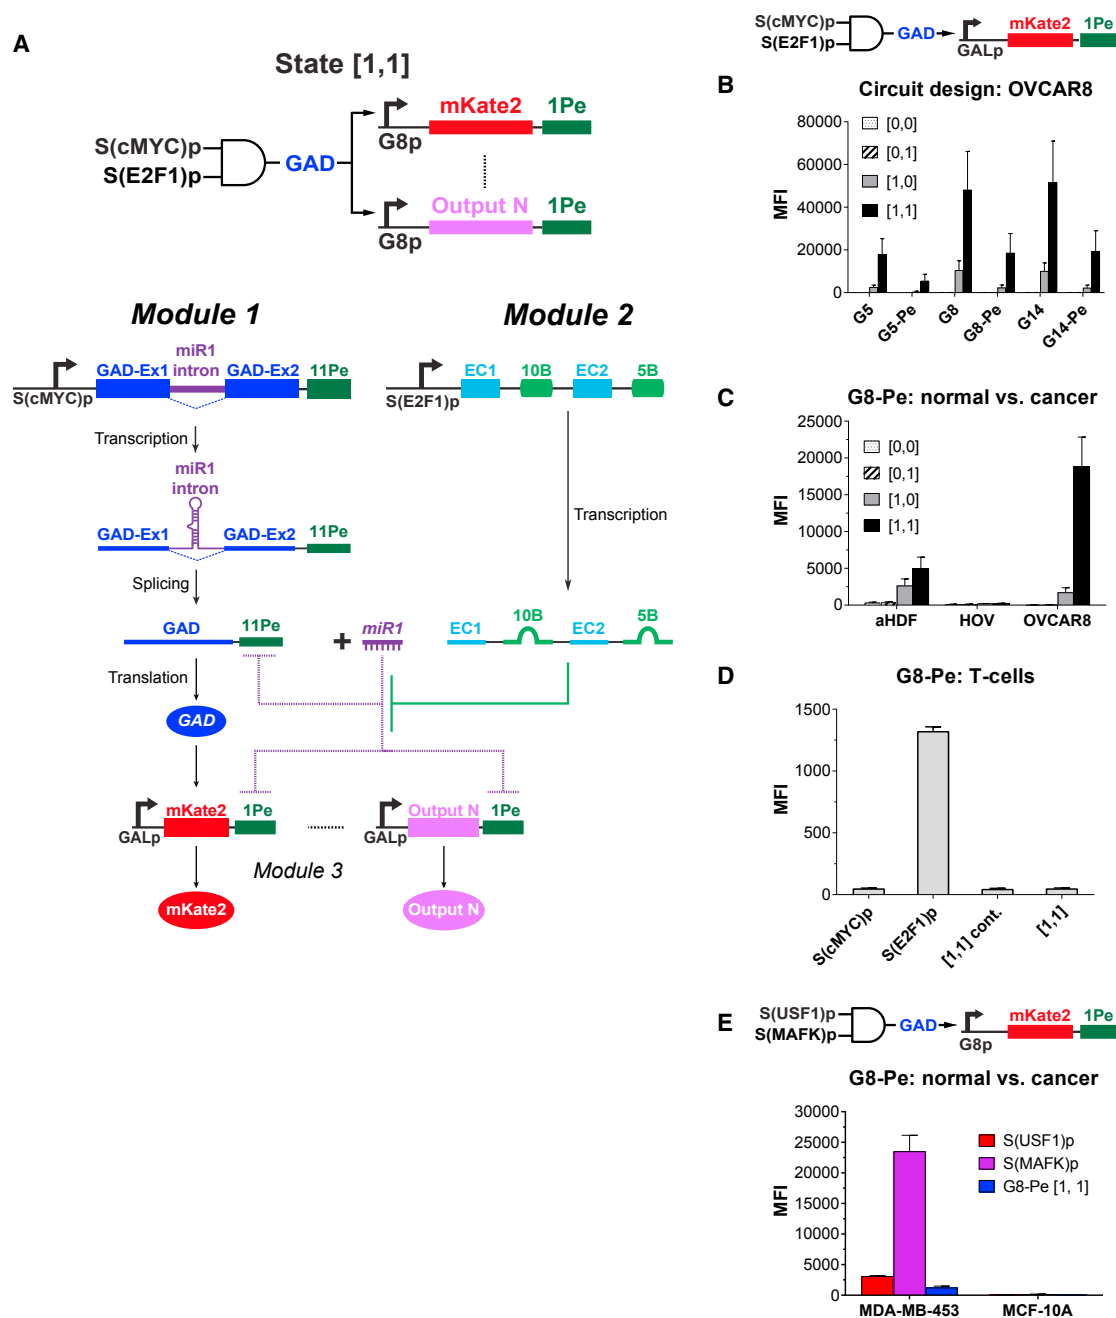 A
State [1,1]
S(cMYC)p
S(E2F1)p
GAD
mKate2
1Pe
G8p
Output N
1Pe
G8p
Module 1
Module 2
miR1
intron
GAD-Ex1
GAD-Ex2
11Pe
S(cMYC)p
EC1
10B
EC2
5B
S(E2F1)p
Transcription
miR1
intron
GAD-Ex1
GAD-Ex2
11Pe
Transcription
Splicing
GAD
11Pe
+
miR1
EC1
10B
EC2
5B
Translation
GAD
mKate2
1Pe
GALp
Output N
1Pe
GALp
Module 3
mKate2
Output N
S(cMYC)p
S(E2F1)p
GAD
mKate2
1Pe
GALp
B
Circuit design: OVCAR8
MFI
80000
60000
40000
20000
0
[0,0]
[0,1]
[1,0]
[1,1]
G5
G5-Pe
G8
G8-Pe
G14
G14-Pe
C
G8-Pe: normal vs. cancer
MFI
25000
20000
15000
10000
5000
0
[0,0]
[0,1]
[1,0]
[1,1]
aHDF
HOV
OVCAR8
D
G8-Pe: T-cells
MFI
1500
1000
500
0
S(cMYC)p
S(E2F1)p
[1,1] cont.
[1,1]
E
S(USF1)p
S(MAFK)p
GAD
mKate2
1Pe
G8p
G8-Pe: normal vs. cancer
MFI
30000
25000
20000
15000
10000
5000
0
S(USF1)p
S(MAFK)p
G8-Pe [1, 1]
MDA-MB-453
MCF-10A